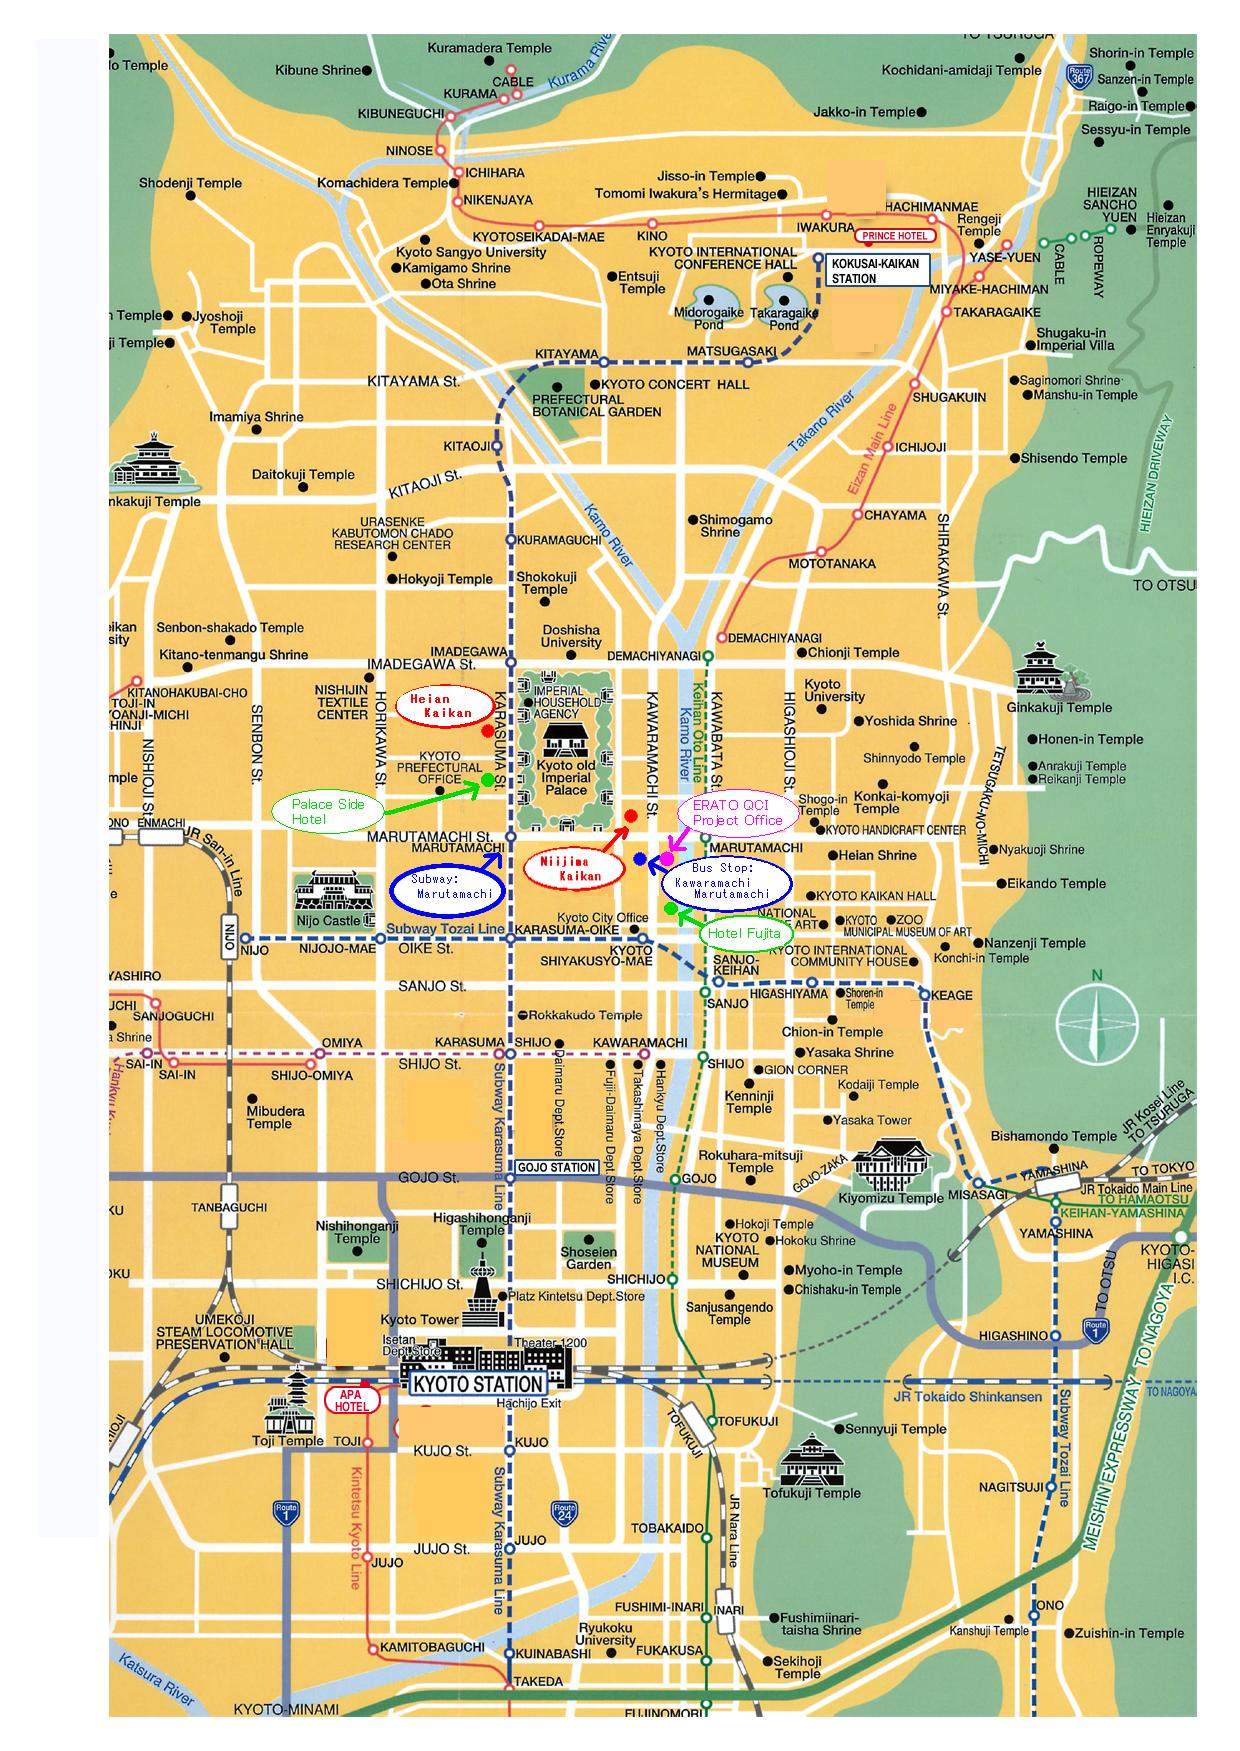 TO TSURUGA
Kuramadera Temple
Shorin-in Temple
lo Temple
Kibune Shrine
CABLE
Kurama River
Kochidani-amidaji Temple
Route
367
Sanzen-in Temple
KURAMA
Raigo-in Temple
KIBUNEGUCHI
Jakko-in Temple
Sessyu-in Temple
NINOSE
ICHIHARA
Jisso-in Temple
Shodenji Temple
Komachidera Temple
Tomomi Iwakura's Hermitage
HIEIZAN
SANCHO
YUEN
NIKENJAYA
HACHIMANMAE
Rengeji
Temple
Hieizan
Enryakuji
Temple
IWAKURA
KYOTOSEIKADAI-MAE
KINO
PRINCE HOTEL
Kyoto Sangyo University
KYOTO INTERNATIONAL
CONFERENCE HALL
YASE-YUEN
CABLE
ROPEWAY
Kamigamo Shrine
KOKUSAI-KAIKAN
STATION
Ota Shrine
Entsuji
Temple
MIYAKE-HACHIMAN
n Temple
Jyoshoji
Temple
Midorogaike
Pond
Takaragaike
Pond
TAKARAGAIKE
ji Temple
Shugaku-in
Imperial Villa
KITAYAMA
MATSUGASAKI
KITAYAMA St.
KYOTO CONCERT HALL
Saginomori Shrine
PREFECTURAL
BOTANICAL GARDEN
SHUGAKUIN
Manshu-in Temple
Imamiya Shrine
Takano River
Eizan Main Line
KITAOJI
ICHIJOJI
HIEIZAN DRIVEWAY
Shisendo Temple
Daitokuji Temple
KITAOJI St.
nkakuji Temple
Kamo River
URASENKE
KABUTOMON CHADO
RESEARCH CENTER
Shimogamo
Shrine
CHAYAMA
SHIRAKAWA St.
KURAMAGUCHI
MOTOTANAKA
Hokyoji Temple
Shokokuji
Temple
TO OTSU
eikan
sity
Senbon-shakado Temple
Doshisha
University
DEMACHIYANAGI
Kitano-tenmangu Shrine
IMADEGAWA
IMADEGAWA St.
DEMACHIYANAGI
Chionji Temple
KITANOHAKUBAI-CHO
TOJI-IN
YOANJI-MICHI
HINJI
NISHIJIN
TEXTILE
CENTER
HORIKAWA St.
Heian
Kaikan
KARASUMA St.
IMPERIAL
HOUSEHOLD
AGENCY
Kyoto old
Imperial
Palace
KAWARAMACHI St.
Keihan Oto Line
Kamo River
KAWABATA St.
HIGASHIOJI St.
Kyoto
University
Ginkakuji Temple
Yoshida Shrine
NISHIOJI St.
SENBON St.
Honen-in Temple
Shinnyodo Temple
TETSUGAKU-NO-MICHI
Anrakuji Temple
Reikanji Temple
KYOTO
PREFECTURAL
OFFICE
mple
Palace Side
Hotel
ERATO QCI
Project Office
Shogo-in
Temple
Konkai-komyoji
Temple
ONO
ENMACHI
JR San-in Line
MARUTAMACHI St.
MARUTAMACHI
KYOTO HANDICRAFT CENTER
MARUTAMACHI
Heian Shrine
Nyakuoji Shrine
Niijima
Kaikan
Subway:
Marutamachi
Bus Stop:
Kawaramachi
Marutamachi
KYOTO KAIKAN HALL
Eikando Temple
Nijo Castle
Kyoto City Office
NATIONAL
ART
KYOTO
ZOO
MUNICIPAL MUSEUM OF ART
Hotel Fujita
NIJO
NIJO
NIJOJO-MAE
Subway Tozai Line
OIKE St.
KARASUMA-OIKE
KYOTO
SHIYAKUSYO-MAE
SANJO-
KEIHAN
KYOTO INTERNATIONAL
COMMUNITY HOUSE
Nanzenji Temple
Konchi-in Temple
YASHIRO
SANJO St.
SANJO
HIGASHIYAMA
Shoren-in
Temple
KEAGE
N
UCHI
SANJOGUCHI
Rokkakudo Temple
Chion-in Temple
a Shrine
OMIYA
KARASUMA
SHIJO
Daimaru Dept.Store
KAWARAMACHI
Yasaka Shrine
SAI-IN
SAI-IN
SHIJO-OMIYA
SHIJO St.
SHIJO
GION CORNER
Hankyu K
Subway Karasuma Line
Fujii-Daimaru Dept.Store
Takashimaya Dept.Store
Hankyu Dept.Store
Kenninji
Temple
Kodaiji Temple
Mibudera
Temple
Yasaka Tower
JR Kosei Line
TO TSURUGA
Bishamondo Temple
GOJO St.
GOJO STATION
Rokuhara-mitsuji
Temple
GOJO
GOJO-ZAKA
Kiyomizu Temple
MISASAGI
YAMASHINA
TO TOKYO
JR Tokaido Main Line
TO HAMAOTSU
KEIHAN-YAMASHINA
KU
TANBAGUCHI
Nishihonganji
Temple
Higashihonganji
Temple
Hokoji Temple
KYOTO
NATIONAL
MUSEUM
Hokoku Shrine
YAMASHINA
Shoseien
Garden
KYOTO-
HIGASI
I.C.
OKU
SHICHIJO St.
SHICHIJO
Myoho-in Temple
TO OTSU
Chishaku-in Temple
Platz Kintetsu Dept.Store
Sanjusangendo
Temple
UMEKOJI
STEAM LOCOMOTIVE
PRESERVATION HALL
Kyoto Tower
HIGASHINO
Route
1
Isetan
Dept.Store
Theater 1200
APA
HOTEL
KYOTO STATION
Hachijo Exit
JR Tokaido Shinkansen
TO NAGOYA
Toji Temple
TOJI
KUJO St.
KUJO
TOFUKUJI
TOFUKUJI
Sennyuji Temple
Subway Tozai Line
MEISHIN EXPRESSWAY TO NAGOYA
Kintetsu Kyoto Line
Subway Karasuma Line
Tofukuji Temple
NAGITSUJI
Route
1
Route
24
TOBAKAIDO
JR Nara Line
JUJO St.
JUJO
JUJO
FUSHIMI-INARI
INARI
ONO
Fushimiinari-
taisha Shrine
Kanshuji Temple
Zuishin-in Temple
Ryukoku
University
KAMITOBAGUCHI
KUINABASHI
FUKAKUSA
Sekihoji
Temple
Katsura River
TAKEDA
KYOTO-MINAMI
FUJINOMORI